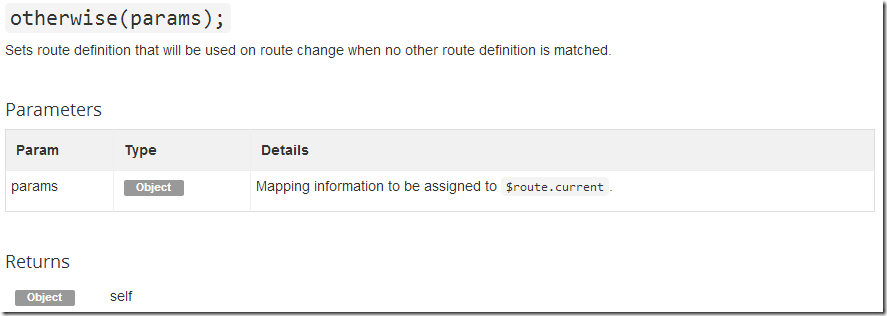 otherwise(params);
Sets route definition that will be used on route change when no other route definition is matched.
Parameters
Param Type Details
params Object Mapping information to be assigned to $route.current.
Returns
Object self